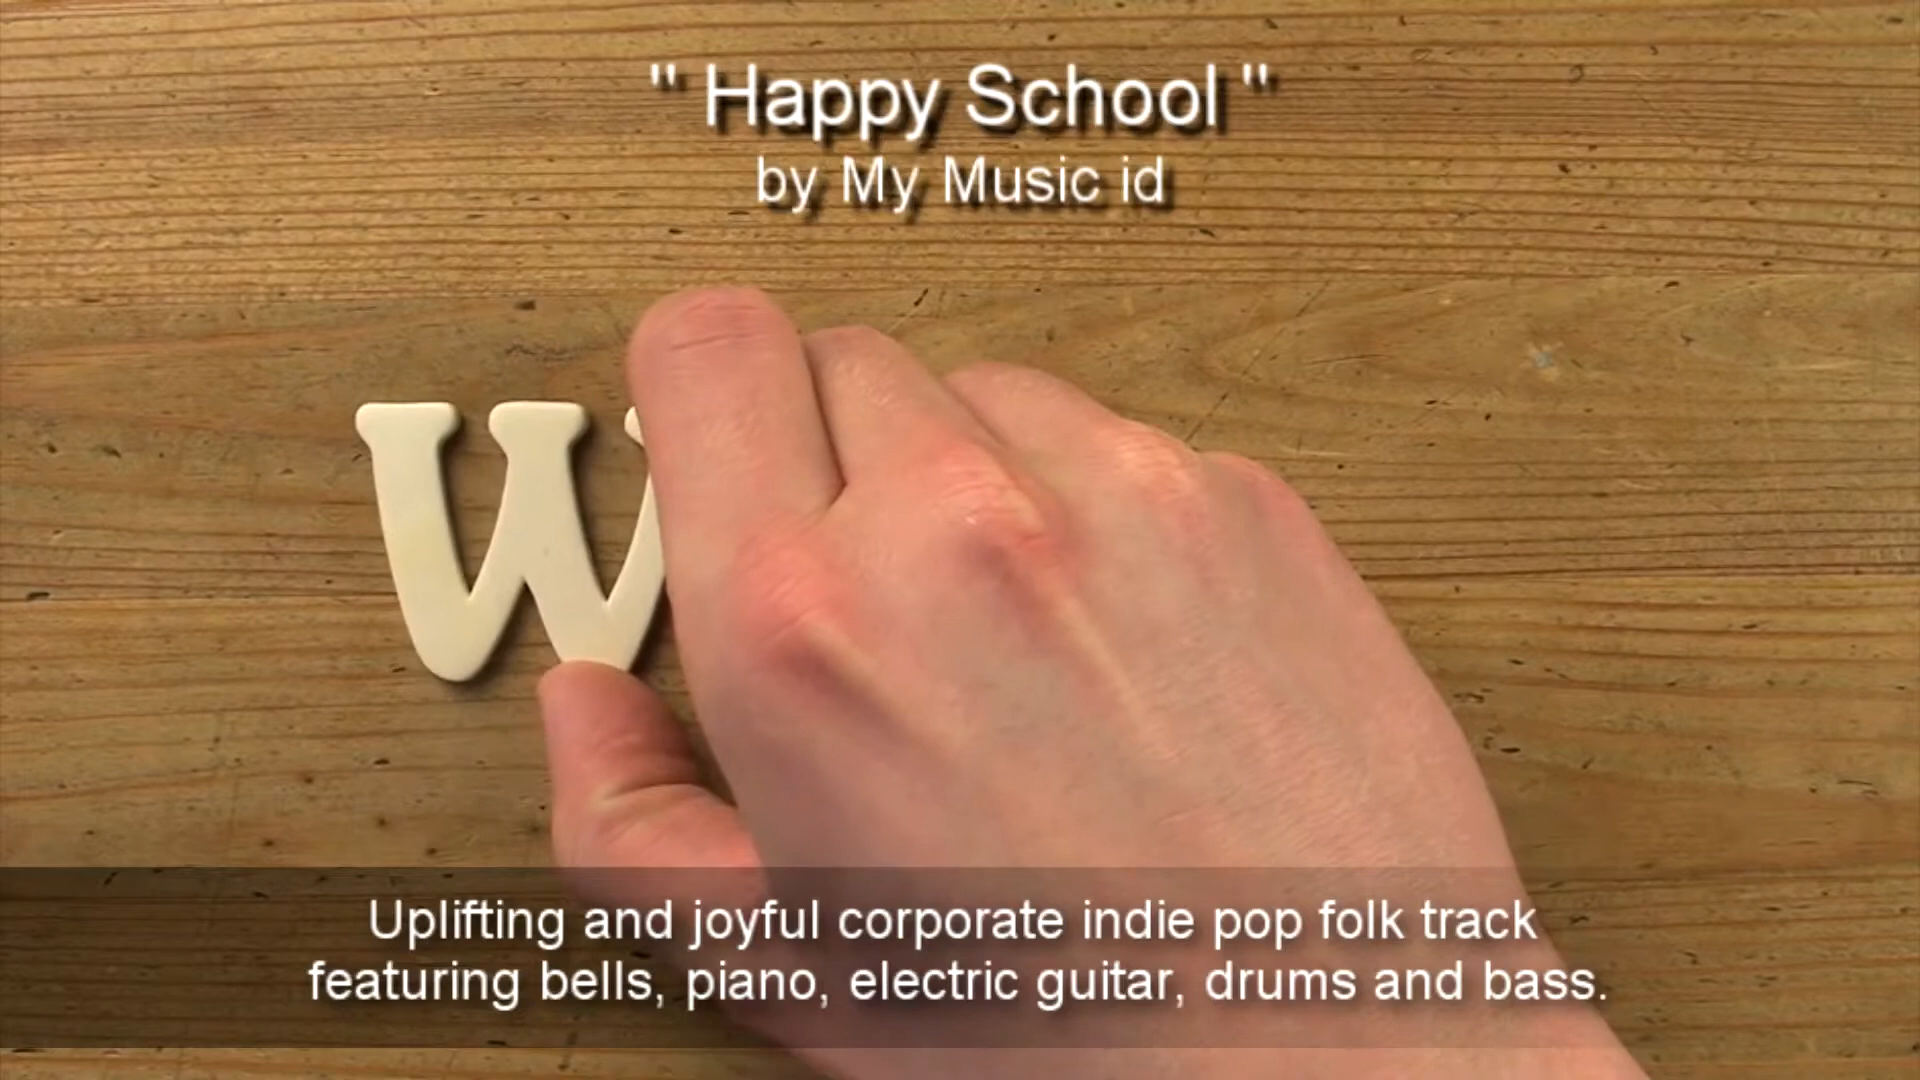 " Happy School "
by My Music id
W
Uplifting and joyful corporate indie pop folk track
featuring bells, piano, electric guitar, drums and bass.